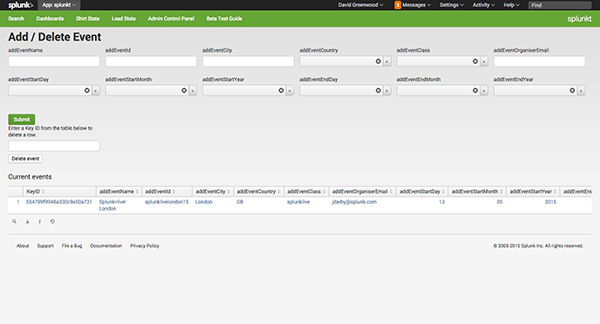 splunk> App: splunkt David Greenwood 2 Messages Settings Activity Help Find
Search Dashboards Shirt Stats Lead Stats Admin Control Panel Beta Test Guide splunkt
Add / Delete Event
addEventName addEventId addEventCity addEventCountry addEventClass addEventOrganiserEmail
addEventStartDay addEventStartMonth addEventStartYear addEventEndDay addEventEndMonth addEventEndYear
Submit
Enter a Key ID from the table below to
delete a row.
Delete event
Current events
KeyID addEventName addEventId addEventCity addEventCountry addEventClass addEventOrganiserEmail addEventStartDay addEventStartMonth addEventStartYear addEventEn
1 Splunk>live! splunklivelondon15 London GB splunklive jdarby@splunk.com 13 05 2015
London
About Support File a Bug Documentation Privacy Policy © 2005-2015 Splunk Inc. All rights reserved.